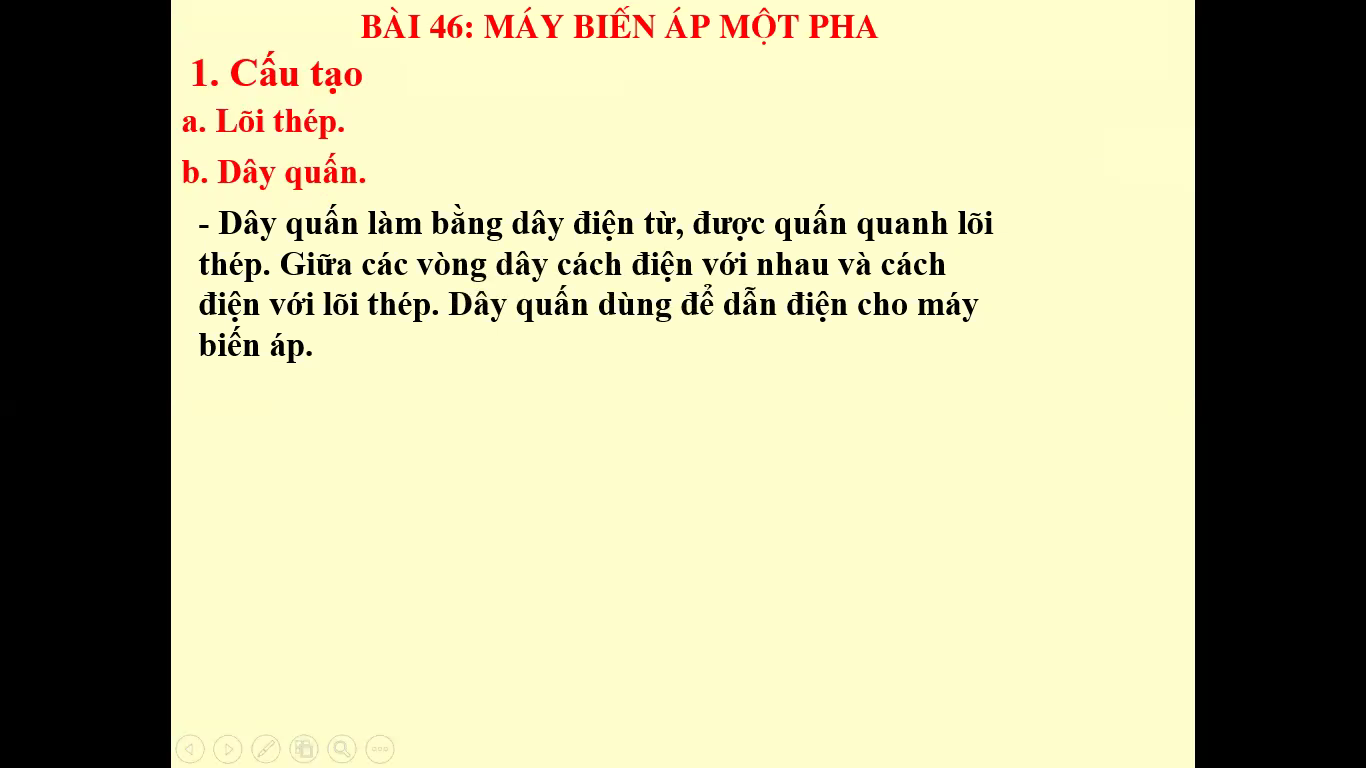 BÀI 46: MÁY BIẾN ÁP MỘT PHA
1. Cấu tạo
a. Lõi thép.
b. Dây quấn.
- Dây quấn làm bằng dây điện từ, được quấn quanh lõi
thép. Giữa các vòng dây cách điện với nhau và cách
điện với lõi thép. Dây quấn dùng để dẫn điện cho máy
biến áp.